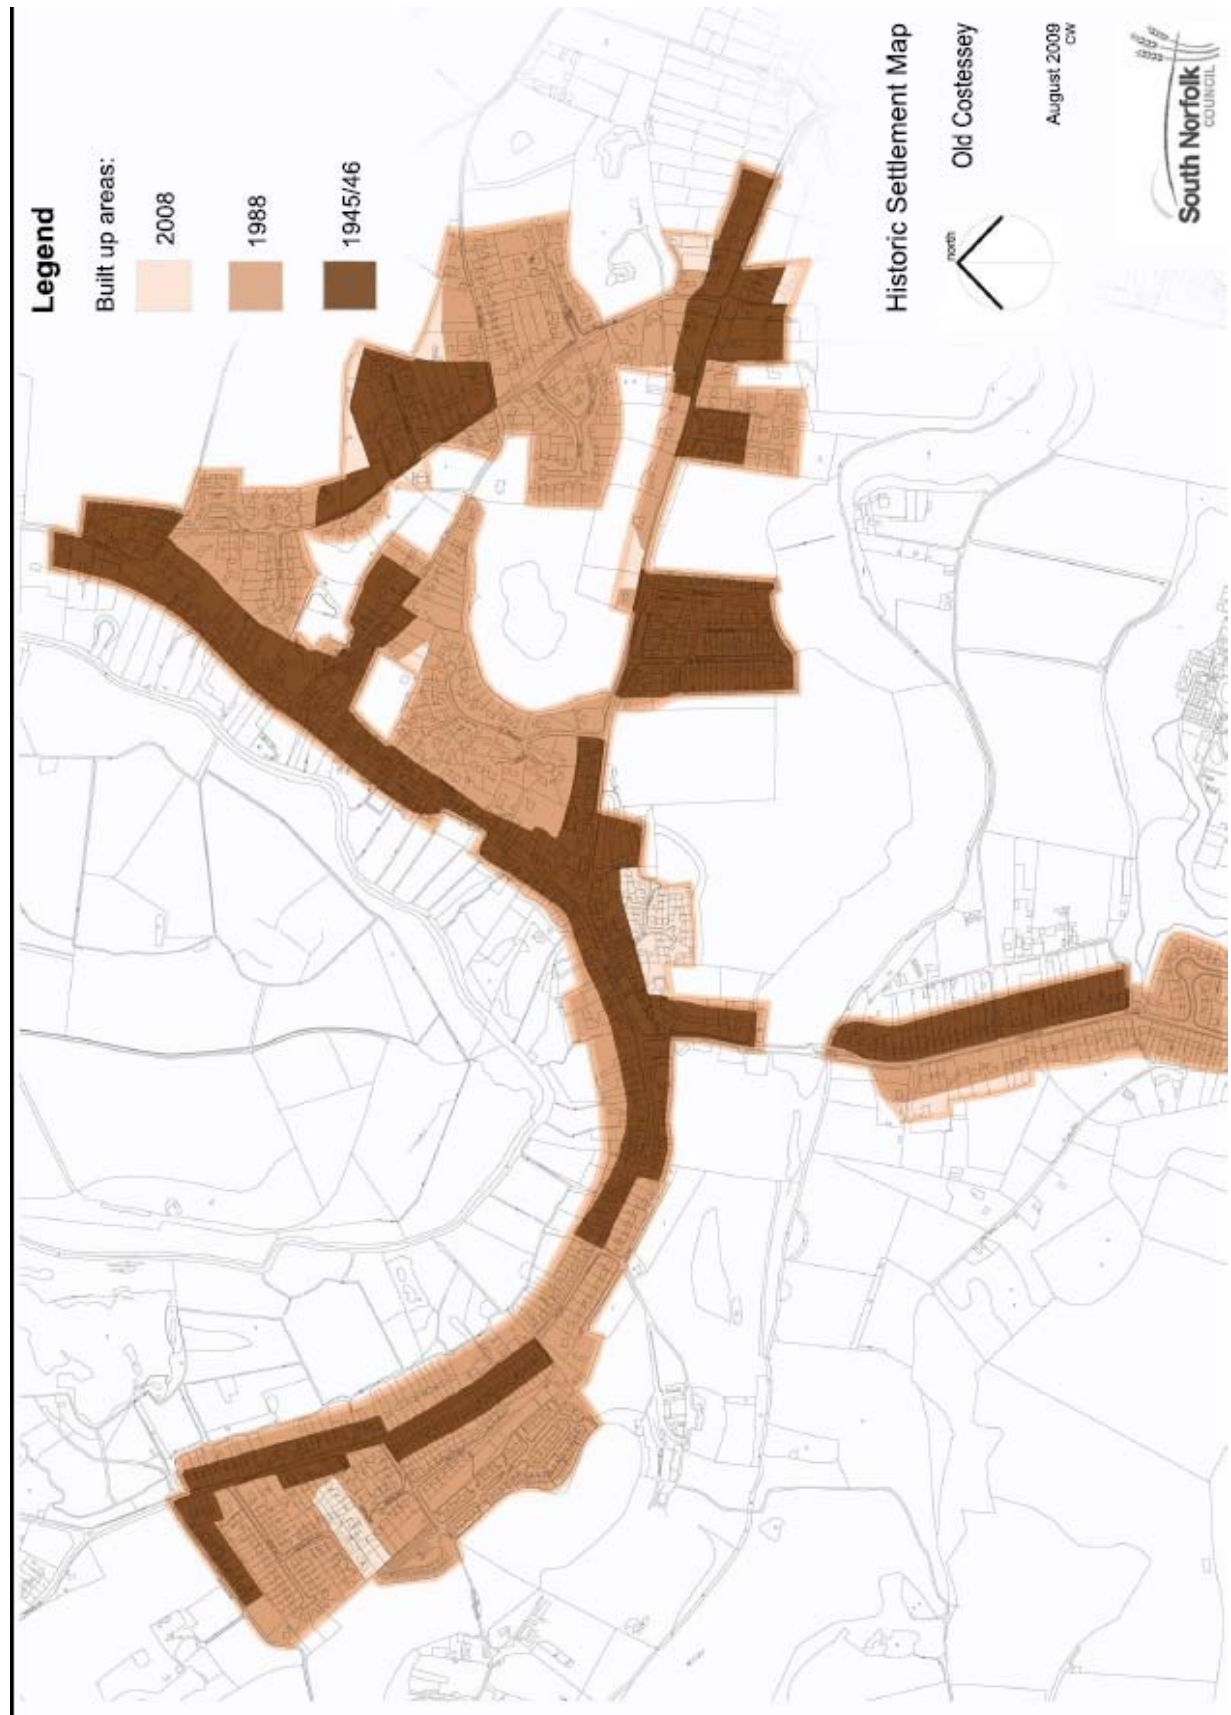 Legend
Built up areas:
2008
1988
1945/46
Historic Settlement Map
north
Old Costessey
August 2009
CW
South Norfolk
COUNCIL